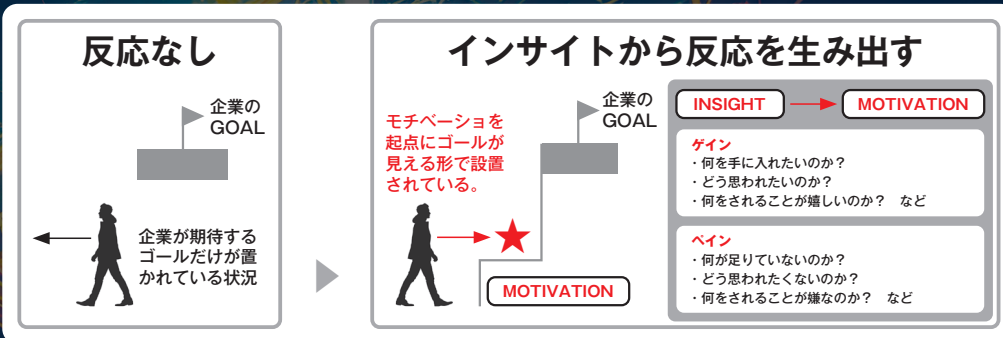 反応なし
企業の
GOAL
企業が期待する
ゴールだけが置
かれている状況
インサイトから反応を生み出す
モチベーショを
起点にゴールが
見える形で設置
されている。
企業の
GOAL
MOTIVATION
INSIGHT
MOTIVATION
ゲイン
・何を手に入れたいのか？
・どう思われたいのか？
・何をされることが嬉しいのか？　など
ペイン
・何が足りていないのか？
・どう思われたくないのか？
・何をされることが嫌なのか？　など